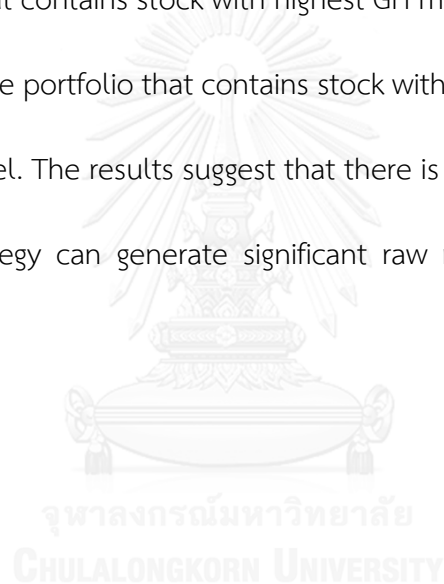 contains stock with highest GH m
e portfolio that contains stock with
el. The results suggest that there is
egy can generate significant raw
จุฬาลงกรณ์มหาวิทยาลัย
CHULALONGKORN UNIVERSITY